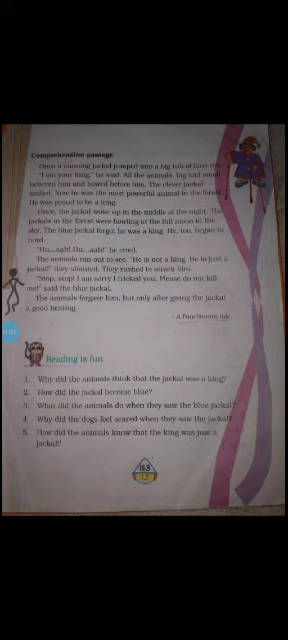 Comprehension passage
Once a cunning jackal jumped into a big tub of blue dye.
"I am your king," he said. All the animals, big and small
believed him and bowed before him. The clever jackal
smiled. Now he was the most powerful animal in the forest.
He was proud to be a king.
Once, the jackal woke up in the middle of the night. The
jackals in the forest were howling at the full moon in the
sky. The blue jackal forgot he was a king. He, too, began to
howl.
"Hu...aah! Hu...aah!" he cried.
The animals ran out to see. "He is not a king. He is just a
jackal!" they shouted. They rushed to attack him.
"Stop, stop! I am sorry I tricked you. Please do not kill
me!" said the blue jackal.
The animals forgave him, but only after giving the jackal
a good beating.
- A Panchtantra tale
Reading is fun
1. Why did the animals think that the jackal was a king?
2. How did the jackal become blue?
3. What did the animals do when they saw the blue jackal?
4. Why did the dogs feel scared when they saw the jackal?
5. How did the animals know that the king was just a
jackal?
163